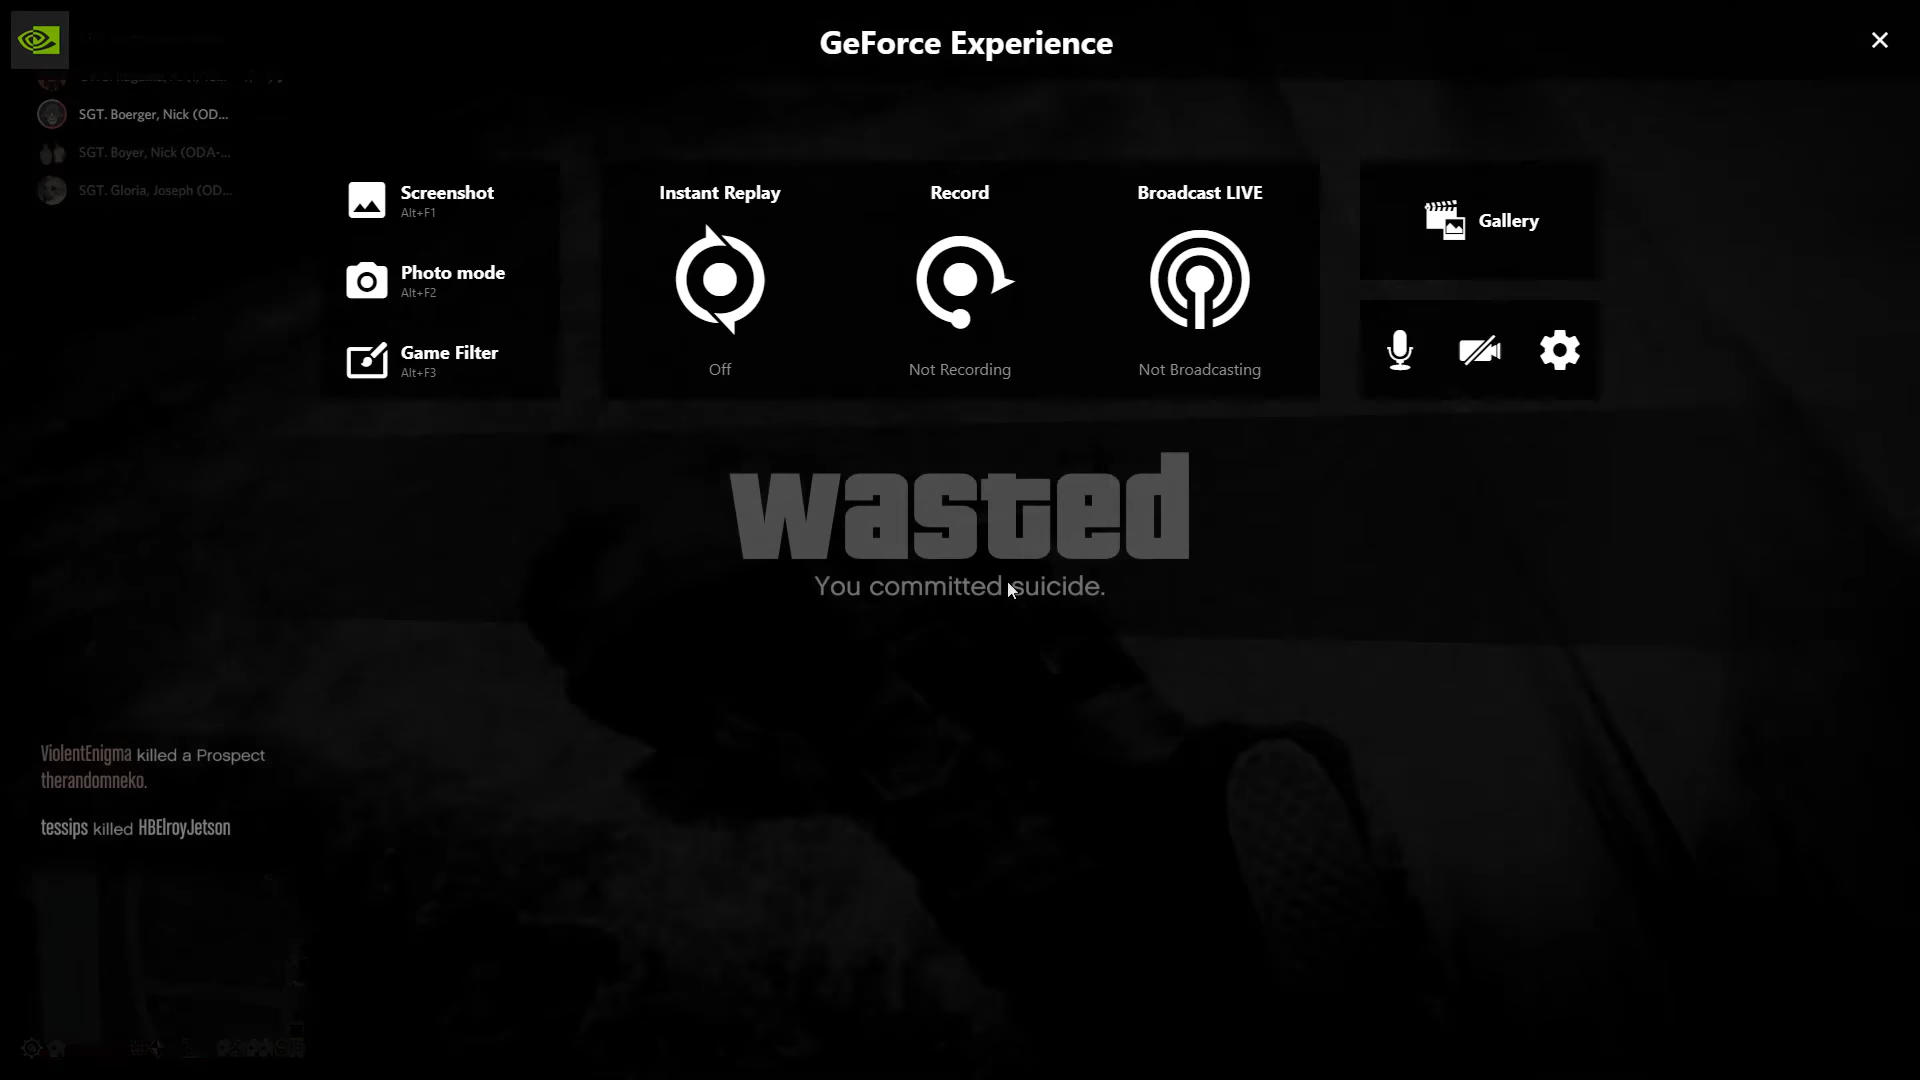 GeForce Experience
SGT. Boerger, Nick (OD...
SGT. Boyer, Nick (ODA-...
SGT. Gloria, Joseph (OD...
Screenshot
Alt+F1
Photo mode
Alt+F2
Game Filter
Alt+F3
Instant Replay
Off
Record
Not Recording
Broadcast LIVE
Not Broadcasting
Gallery
wasted
You committed suicide.
ViolentEnigma killed a Prospect
therandomneko.
tessips killed HBElroyJetson